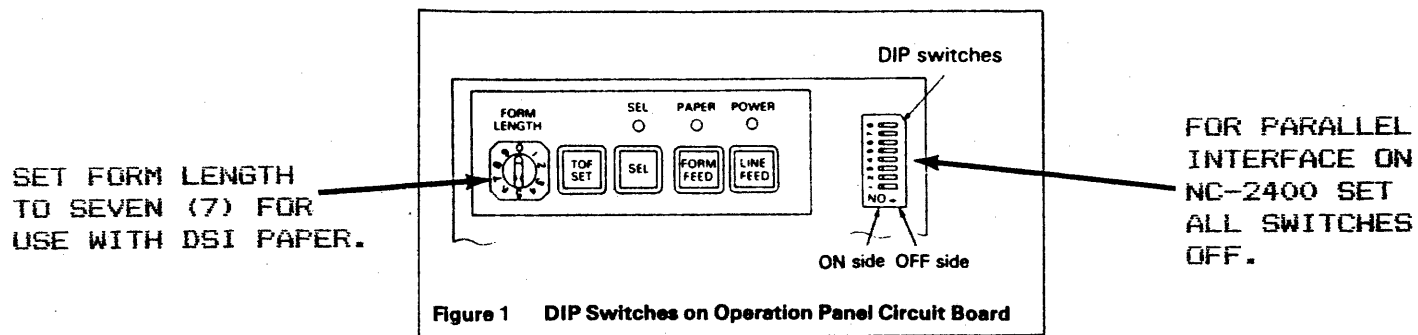 DIP switches
FORM
LENGTH
SEL
PAPER
POWER
TOF
SET
SEL
FORM
FEED
LINE
FEED
NO→
ON side OFF side
SET FORM LENGTH
TO SEVEN (7) FOR
USE WITH DSI PAPER.
FOR PARALLEL
INTERFACE ON
NC-2400 SET
ALL SWITCHES
OFF.
Figure 1 DIP Switches on Operation Panel Circuit Board